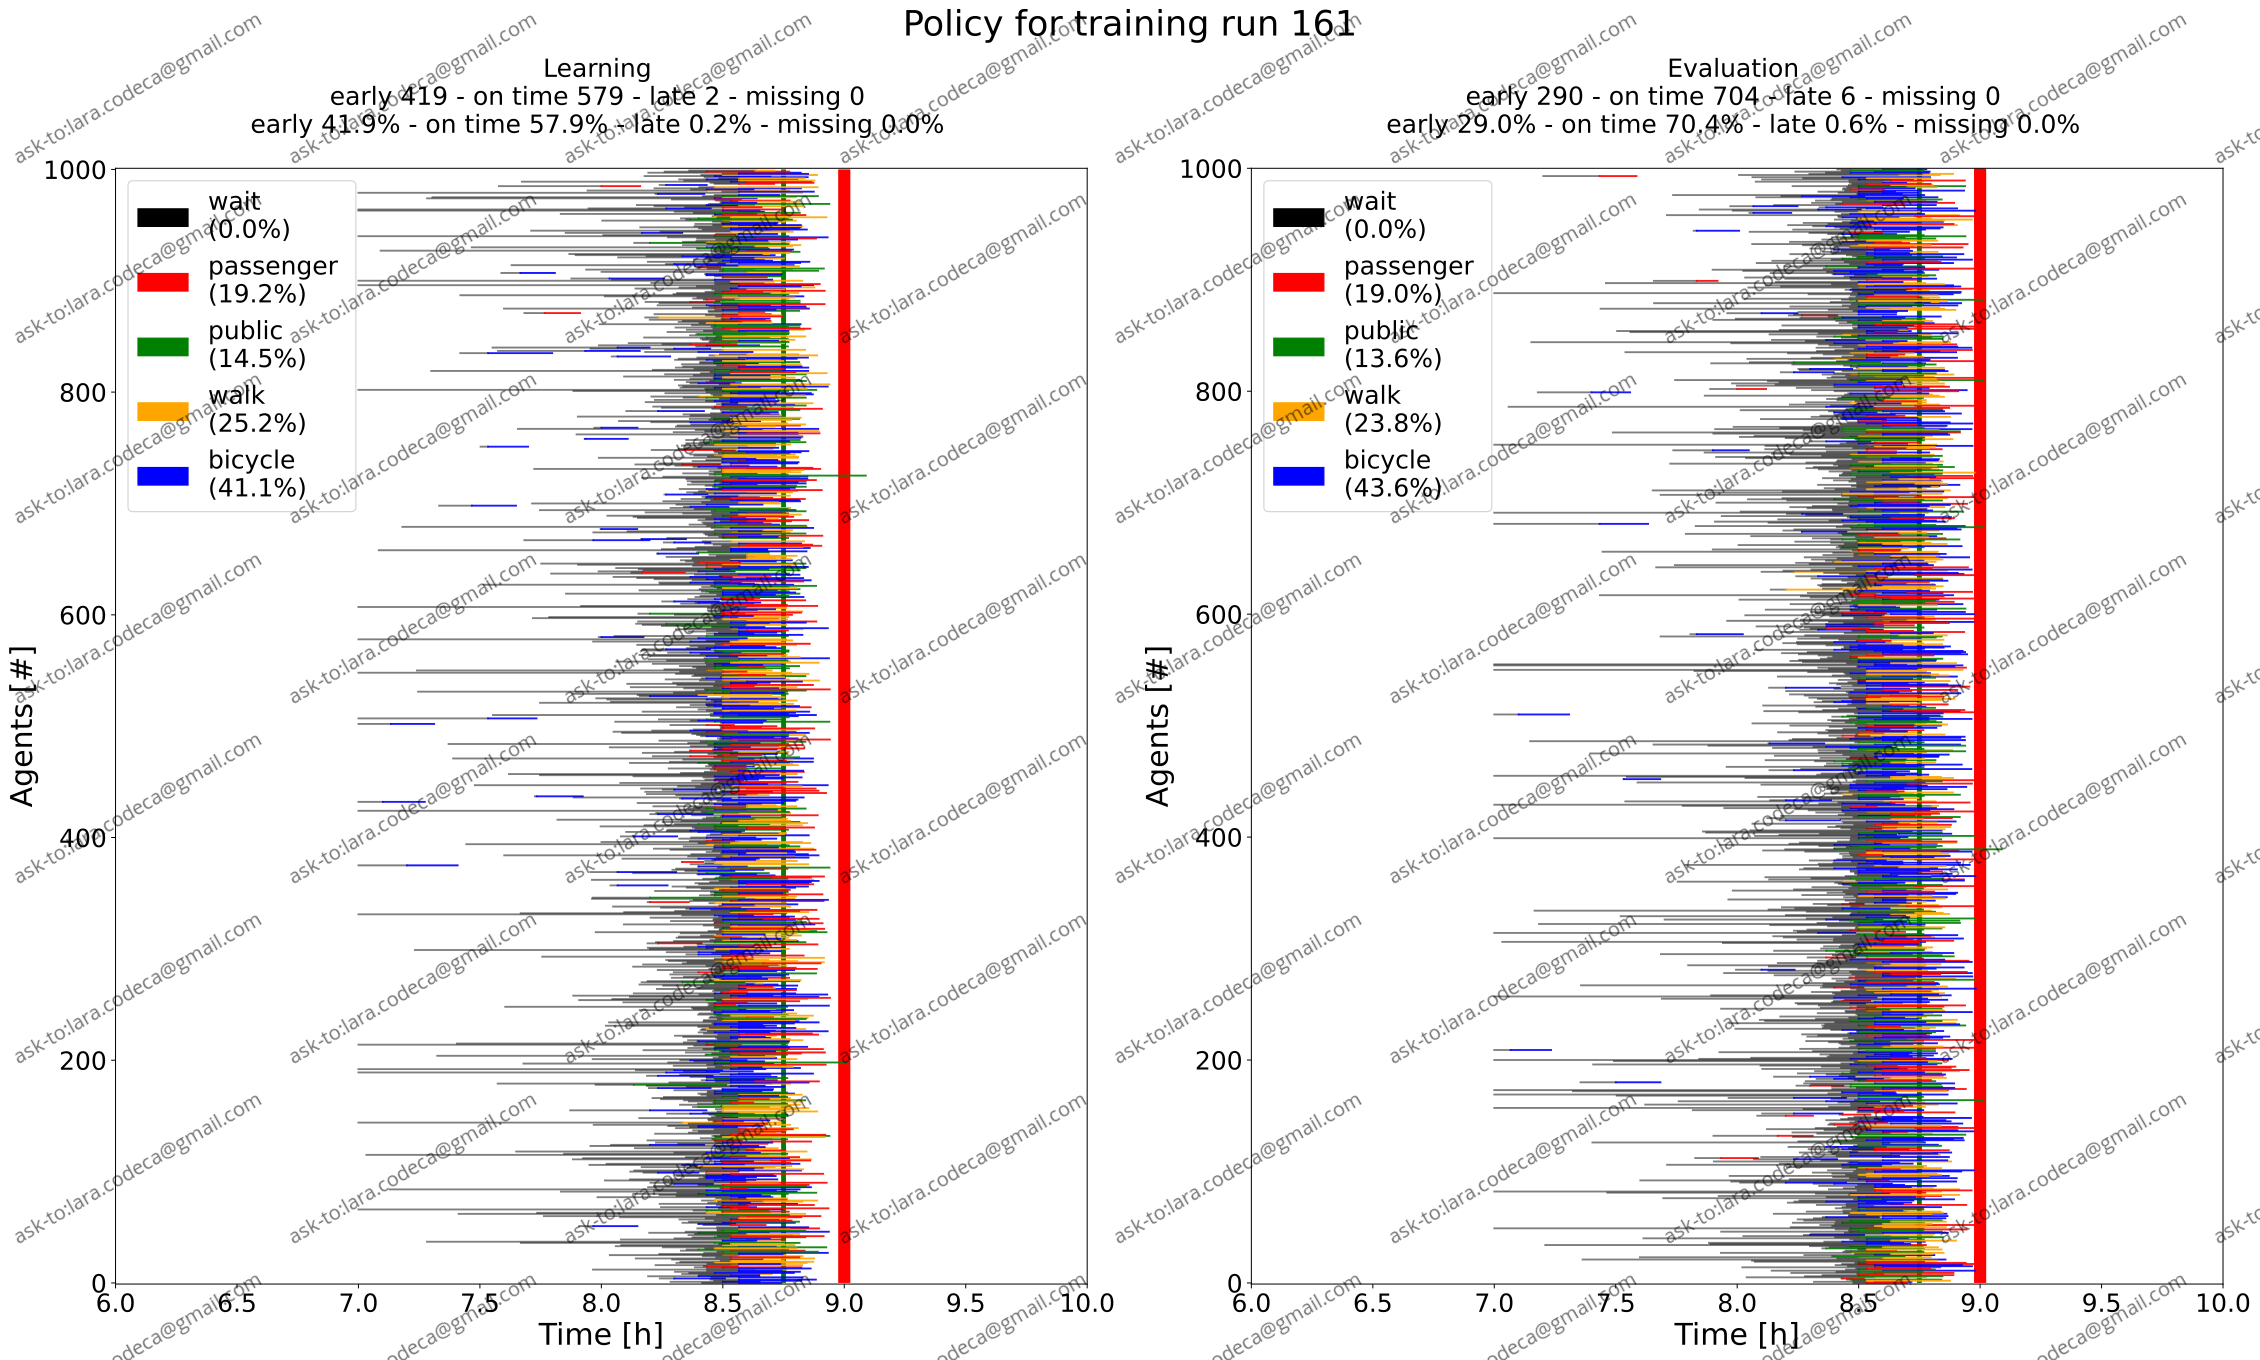 Policy for training run 161
Learning
early 419 - on time 579 - late 2 - missing 0
early 41.9% - on time 57.9% - late 0.2% - missing 0.0%
1000
800
600
400
200
0
Agents [#]
wait
(0.0%)
passenger
(19.2%)
public
(14.5%)
walk
(25.2%)
bicycle
(41.1%)
6.0 6.5 7.0 7.5 8.0 8.5 9.0 9.5 10.0
Time [h]
Evaluation
early 290 - on time 704 - late 6 - missing 0
early 29.0% - on time 70.4% - late 0.6% - missing 0.0%
1000
800
600
400
200
0
Agents [#]
wait
(0.0%)
passenger
(19.0%)
public
(13.6%)
walk
(23.8%)
bicycle
(43.6%)
6.0 6.5 7.0 7.5 8.0 8.5 9.0 9.5 10.0
Time [h]
ask-to:lara.codeca@gmail.com